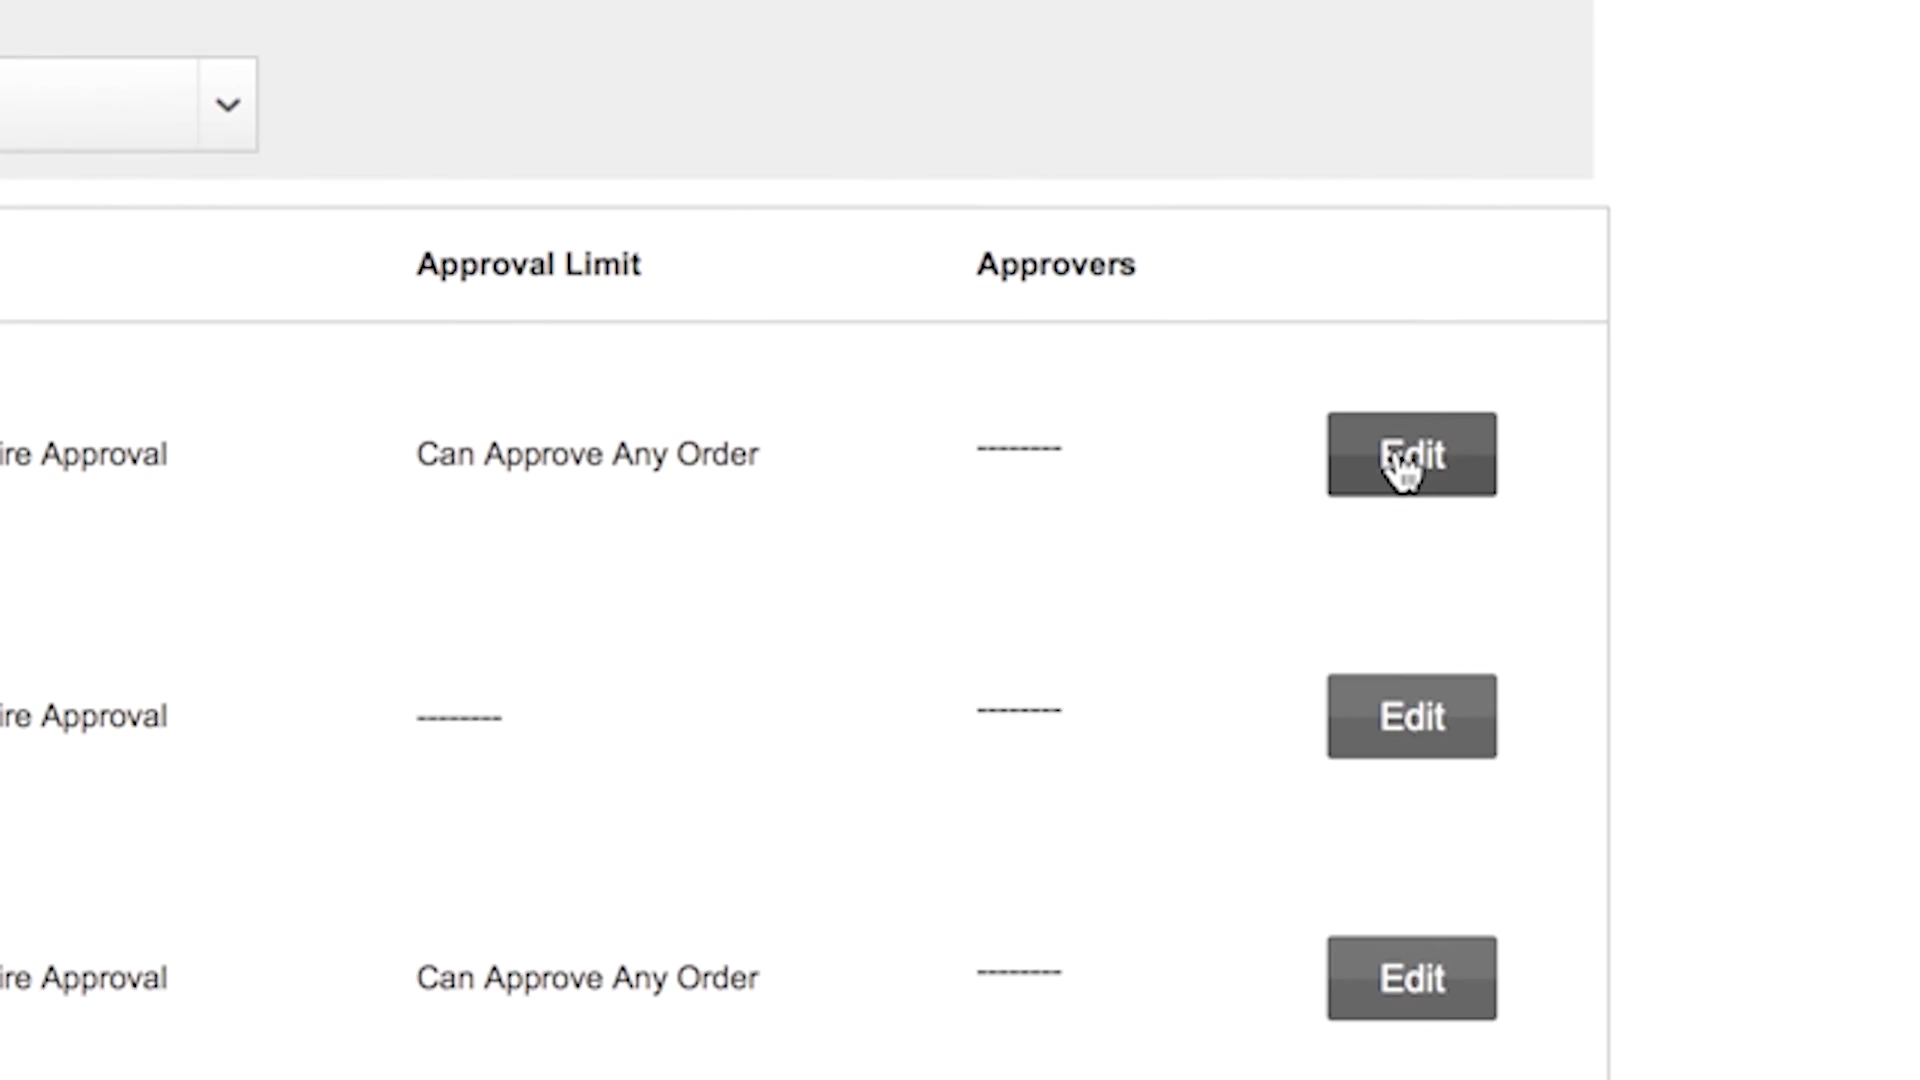 Approval Limit Approvers
ire Approval Can Approve Any Order -------- Edit
ire Approval -------- -------- Edit
ire Approval Can Approve Any Order -------- Edit